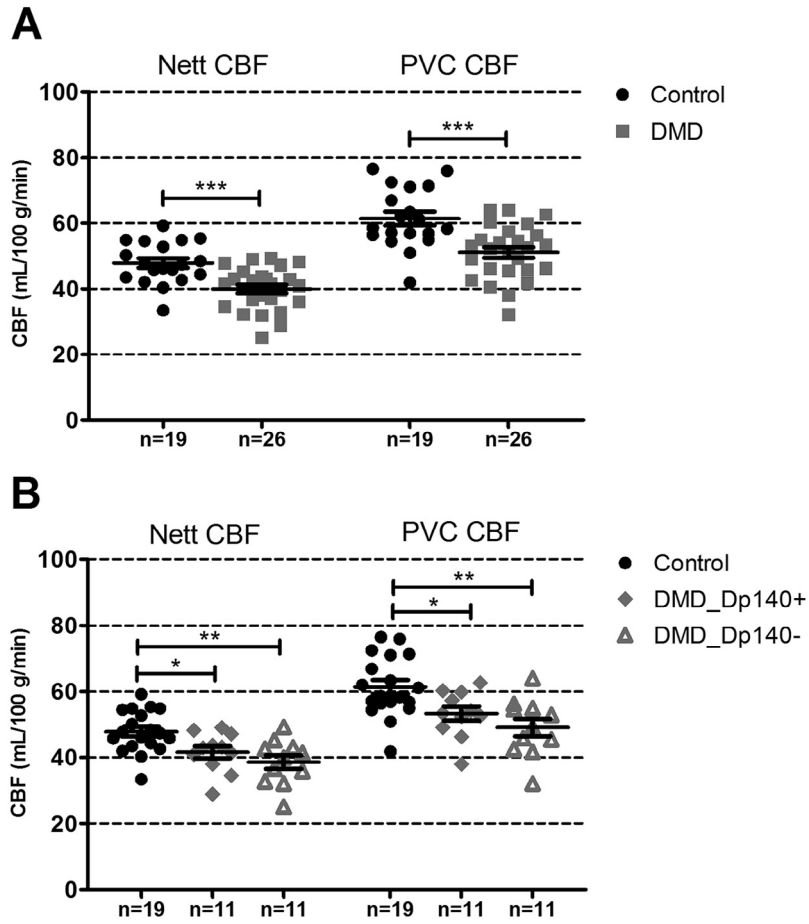 A
Nett CBF PVC CBF
100
80
60
40
20
0
CBF (mL/100 g/min)
***
***
Control
DMD
n=19 n=26 n=19 n=26
B
Nett CBF PVC CBF
100
80
60
40
20
0
CBF (mL/100 g/min)
**
*
**
*
Control
DMD_Dp140+
DMD_Dp140-
n=19 n=11 n=11 n=19 n=11 n=11